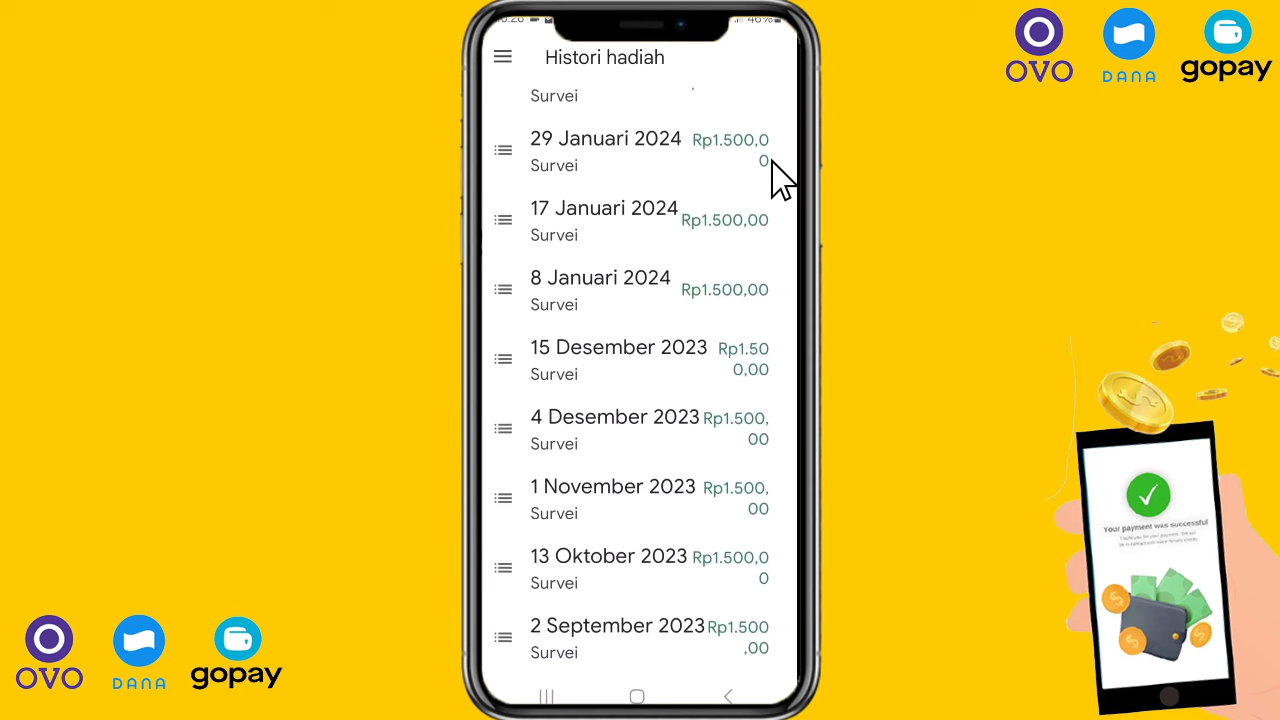 46%
Histori hadiah
Survei
29 Januari 2024 Rp1.500,0
0
Survei
17 Januari 2024 Rp1.500,00
Survei
8 Januari 2024 Rp1.500,00
Survei
15 Desember 2023 Rp1.50
0,00
Survei
4 Desember 2023 Rp1.500,
00
Survei
1 November 2023 Rp1.500,
00
Survei
13 Oktober 2023 Rp1.500,0
0
Survei
2 September 2023 Rp1.500
,00
Survei
OVO DANA gopay
Your payment was successful
OVO DANA gopay